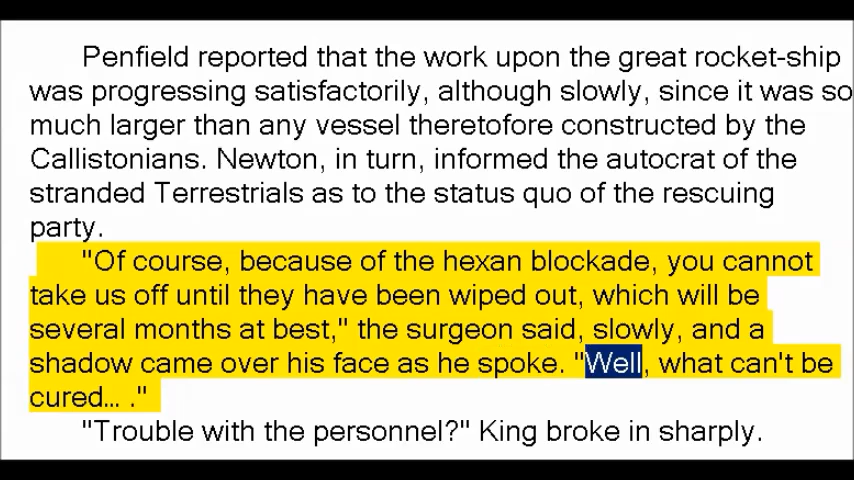 Penfield reported that the work upon the great rocket-ship
was progressing satisfactorily, although slowly, since it was so
much larger than any vessel theretofore constructed by the
Callistonians. Newton, in turn, informed the autocrat of the
stranded Terrestrials as to the status quo of the rescuing
party.
"Of course, because of the hexan blockade, you cannot
take us off until they have been wiped out, which will be
several months at best," the surgeon said, slowly, and a
shadow came over his face as he spoke. "Well, what can't be
cured... ."
"Trouble with the personnel?" King broke in sharply.